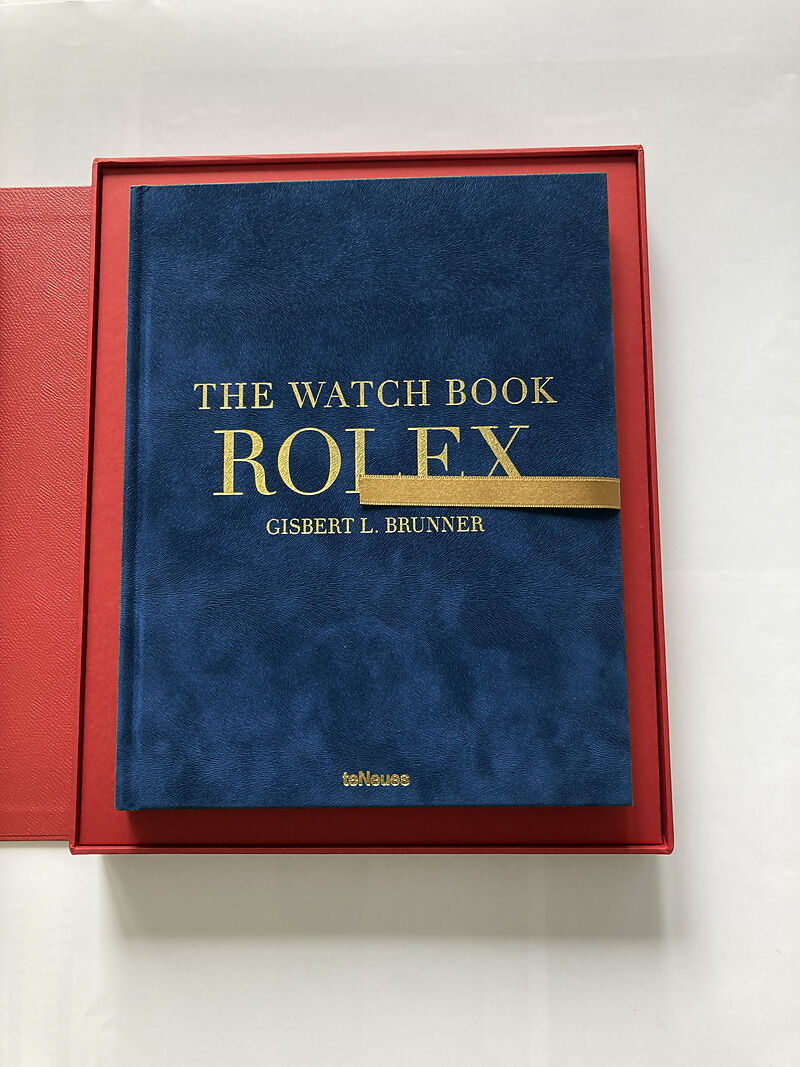 THE WATCH BOOK
ROLEX
GISBERT L. BRUNNER
teNeues